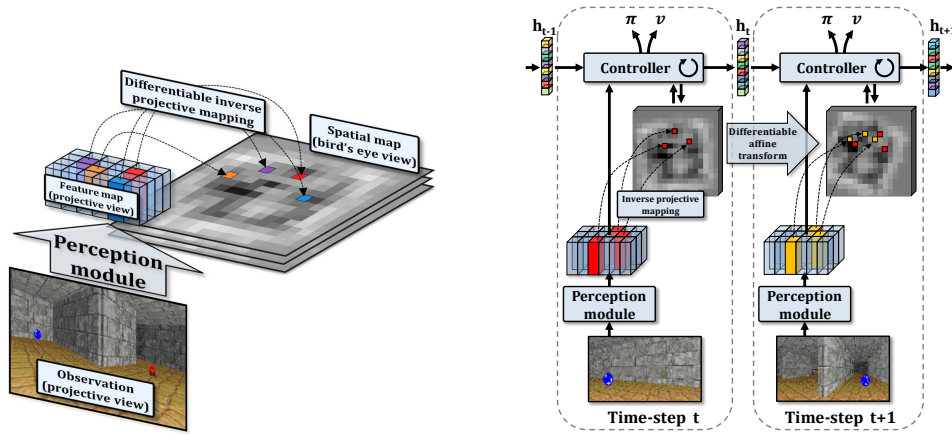 Differentiable inverse
projective mapping
Spatial map
(bird's eye view)
Feature map
(projective view)
Perception
module
Observation
(projective view)
h_{t-1}
π v
Controller
h_t
π v
Controller
h_{t+1}
Differentiable
affine
transform
Inverse projective
mapping
Perception
module
Perception
module
Time-step t
Time-step t+1